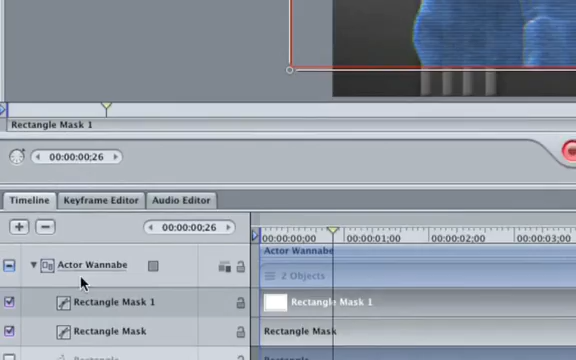 Rectangle Mask 1
00:00:00;26
Timeline Keyframe Editor Audio Editor
00:00:00;26
00:00:00;00 00:00:01;00 00:00:02;00 00:00:03;00
Actor Wannabe
Actor Wannabe
2 Objects
Rectangle Mask 1
Rectangle Mask 1
Rectangle Mask
Rectangle Mask
Rectangle
Rectangle